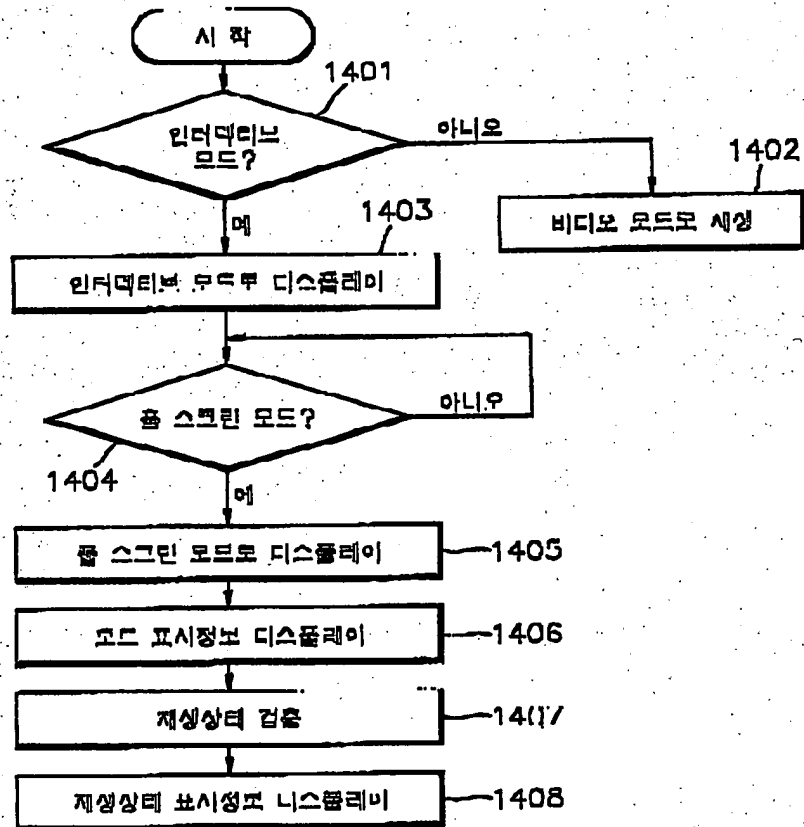 시 작
1401
인터랙티브
모드?
아니오
1402
비디오 모드로 재생
예
1403
인터랙티브 모드로 디스플레이
풀 스크린 모드?
아니오
1404
예
풀 스크린 모드로 디스플레이
1405
모드 표시정보 디스플레이
1406
재생상태 검출
1407
재생상태 표시정보 디스플레이
1408